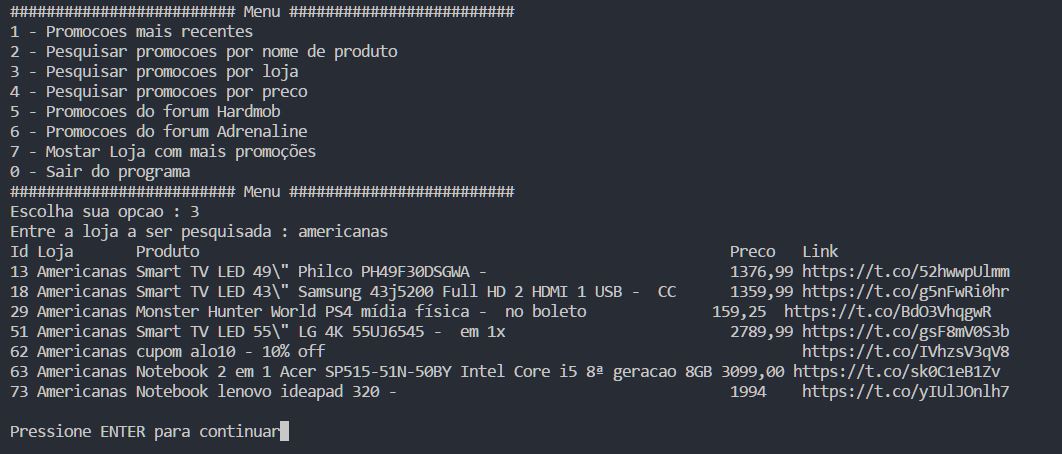 ######################### Menu #########################
1 - Promocoes mais recentes
2 - Pesquisar promocoes por nome de produto
3 - Pesquisar promocoes por loja
4 - Pesquisar promocoes por preco
5 - Promocoes do forum Hardmob
6 - Promocoes do forum Adrenaline
7 - Mostar Loja com mais promoções
0 - Sair do programa
######################### Menu #########################
Escolha sua opcao : 3
Entre a loja a ser pesquisada : americanas
Id Loja Produto Preco Link
13 Americanas Smart TV LED 49\" Philco PH49F30DSGWA - 1376,99 https://t.co/52hwwpUlmm
18 Americanas Smart TV LED 43\" Samsung 43j5200 Full HD 2 HDMI 1 USB - CC 1359,99 https://t.co/g5nFwRi0hr
29 Americanas Monster Hunter World PS4 mídia física - no boleto 159,25 https://t.co/BdO3VhqgwR
51 Americanas Smart TV LED 55\" LG 4K 55UJ6545 - em 1x 2789,99 https://t.co/gsF8mV0S3b
62 Americanas cupom alo10 - 10% off https://t.co/IVhzsV3qV8
63 Americanas Notebook 2 em 1 Acer SP515-51N-50BY Intel Core i5 8ª geracao 8GB 3099,00 https://t.co/sk0C1eB1Zv
73 Americanas Notebook lenovo ideapad 320 - 1994 https://t.co/yIUlJOnlh7
Pressione ENTER para continuar